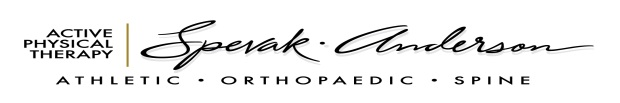 ACTIVE
PHYSICAL
THERAPY
Spevak · Anderson
ATHLETIC • ORTHOPAEDIC • SPINE